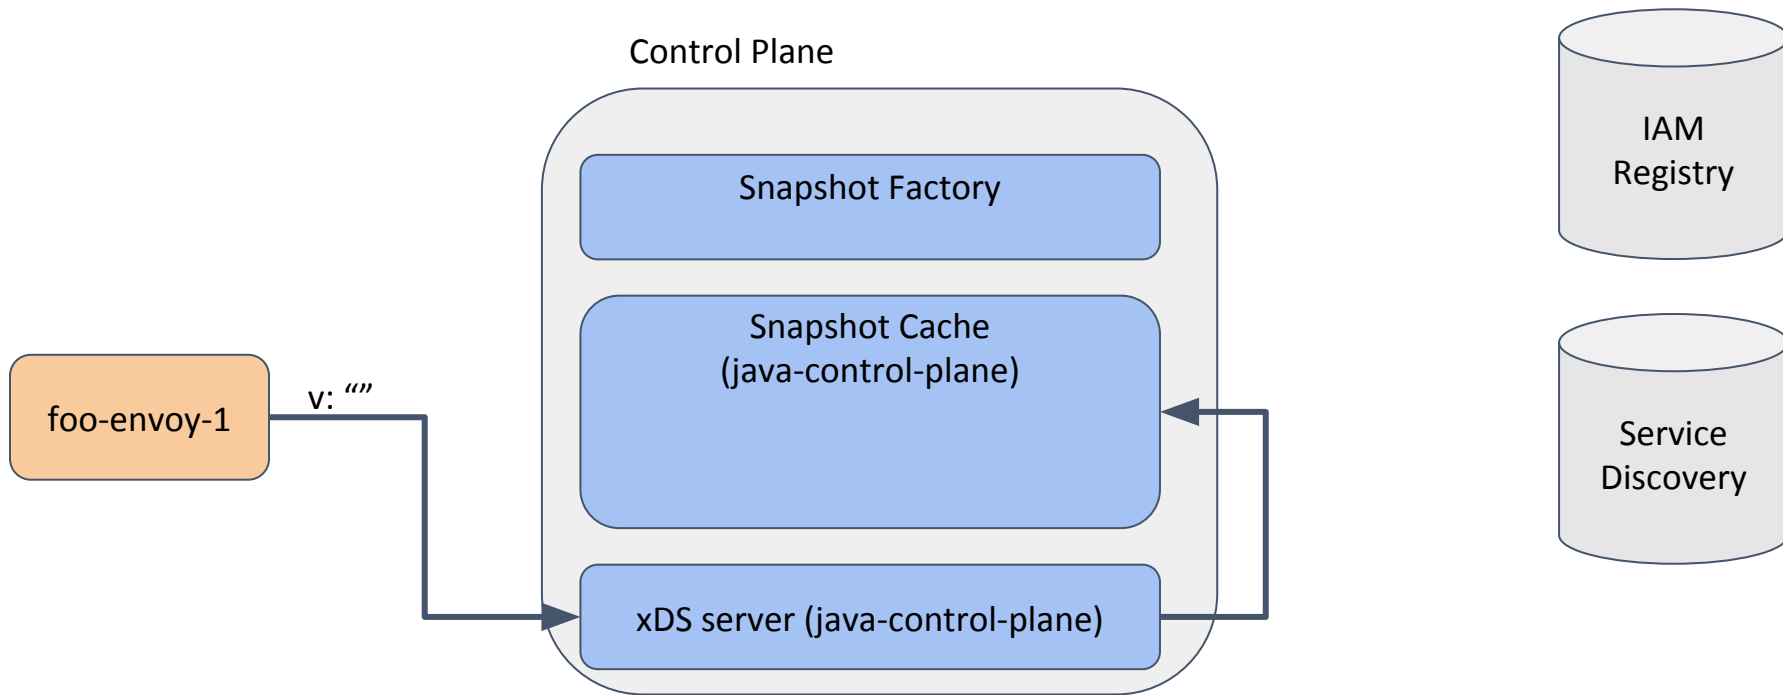 Control Plane
Snapshot Factory
Snapshot Cache
(java-control-plane)
xDS server (java-control-plane)
foo-envoy-1
v: “”
IAM
Registry
Service
Discovery